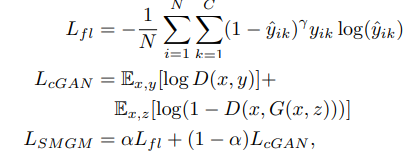 L_{fl} = -\frac{1}{N} \sum_{i=1}^{N} \sum_{k=1}^{C} (1 - \hat{y}_{ik})^{\gamma} y_{ik} \log(\hat{y}_{ik})
L_{cGAN} = \mathbb{E}_{x,y}[\log D(x, y)] +
\mathbb{E}_{x,z}[\log(1 - D(x, G(x, z)))]
L_{SMGM} = \alpha L_{fl} + (1 - \alpha) L_{cGAN},